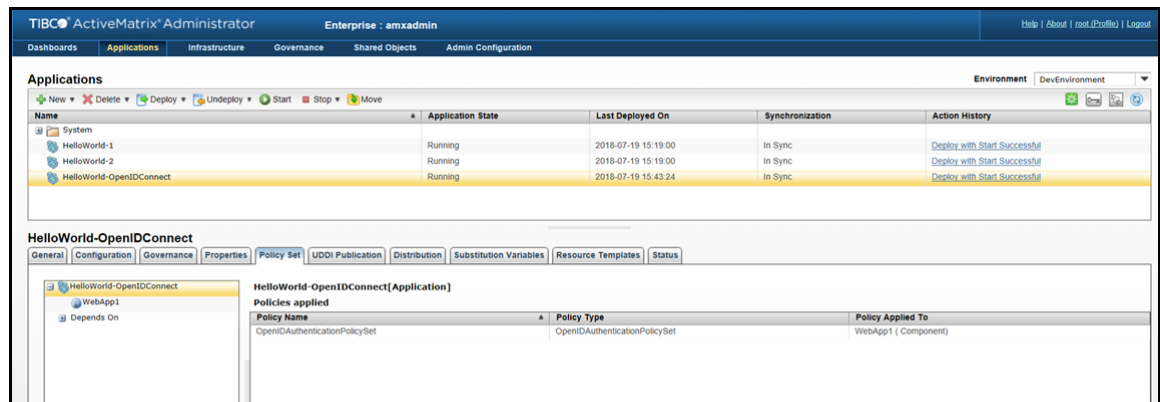 TIBCO® ActiveMatrix® Administrator Enterprise : amxadmin Help | About | root (Profile) | Logout
Dashboards Applications Infrastructure Governance Shared Objects Admin Configuration
Applications Environment DevEnvironment
New Delete Deploy Undeploy Start Stop Move
Name Application State Last Deployed On Synchronization Action History
System
HelloWorld-1 Running 2018-07-19 15:19:00 In Sync Deploy with Start Successful
HelloWorld-2 Running 2018-07-19 15:19:00 In Sync Deploy with Start Successful
HelloWorld-OpenIDConnect Running 2018-07-19 15:43:24 In Sync Deploy with Start Successful
HelloWorld-OpenIDConnect
General Configuration Governance Properties Policy Set UDDI Publication Distribution Substitution Variables Resource Templates Status
HelloWorld-OpenIDConnect HelloWorld-OpenIDConnect[Application]
WebApp1 Policies applied
Depends On Policy Name Policy Type Policy Applied To
OpenIDAuthenticationPolicySet OpenIDAuthenticationPolicySet WebApp1 ( Component)